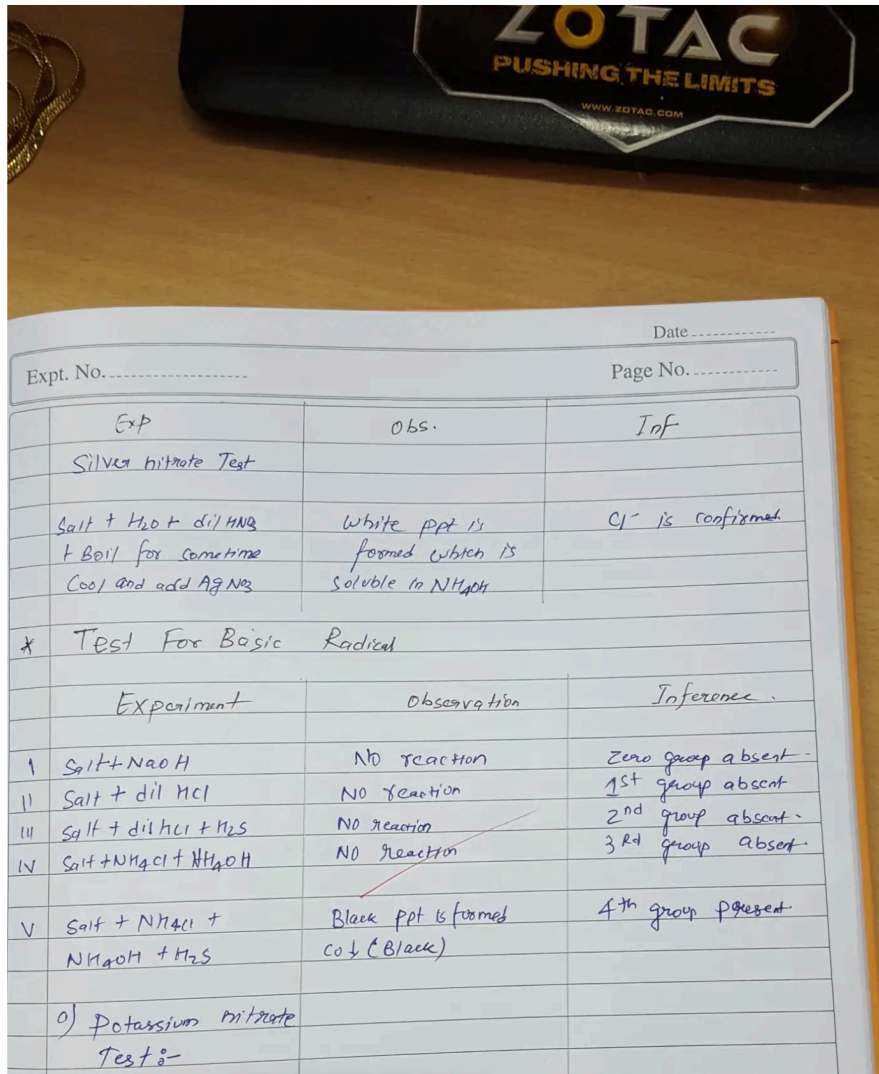 ZOTAC
PUSHING THE LIMITS
WWW.ZOTAC.COM
Date
Expt. No.
Page No.
Exp Obs. Inf
Silver nitrate Test
Salt + H2O + dil HNO3 White ppt is Cl- is confirmed
+ Boil for sometime formed which is
Cool and add AgNO3 soluble in NH4OH
* Test For Basic Radical
Experiment Observation Inference.
I Salt+NaOH No reaction Zero group absent.
II Salt + dil HCl NO reaction 1st group absent
III Salt + dil HCl + H2S NO reaction 2nd group absent.
IV Salt+NH4Cl+NH4OH NO reaction 3Rd group absent.
V Salt + NH4Cl + Black ppt is formed 4th group present.
NH4OH + H2S Co↓ (Black)
o) Potassium nitrate
Test :-